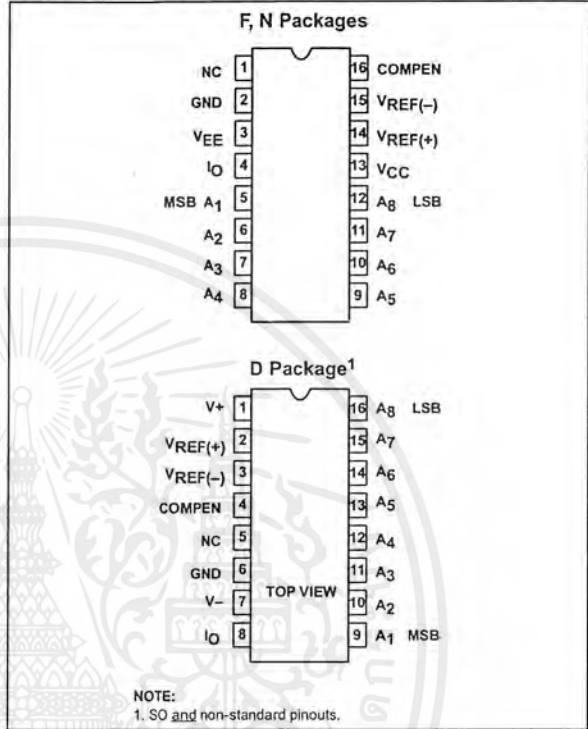 F, N Packages
NC 1 16 COMPEN
GND 2 15 VREF(–)
VEE 3 14 VREF(+)
IO 4 13 VCC
MSB A1 5 12 A8 LSB
A2 6 11 A7
A3 7 10 A6
A4 8 9 A5
D Package1
V+ 1 16 A8 LSB
VREF(+) 2 15 A7
VREF(–) 3 14 A6
COMPEN 4 13 A5
NC 5 12 A4
GND 6 11 A3
V– 7 TOP VIEW 10 A2
IO 8 9 A1 MSB
NOTE:
1. SO and non-standard pinouts.